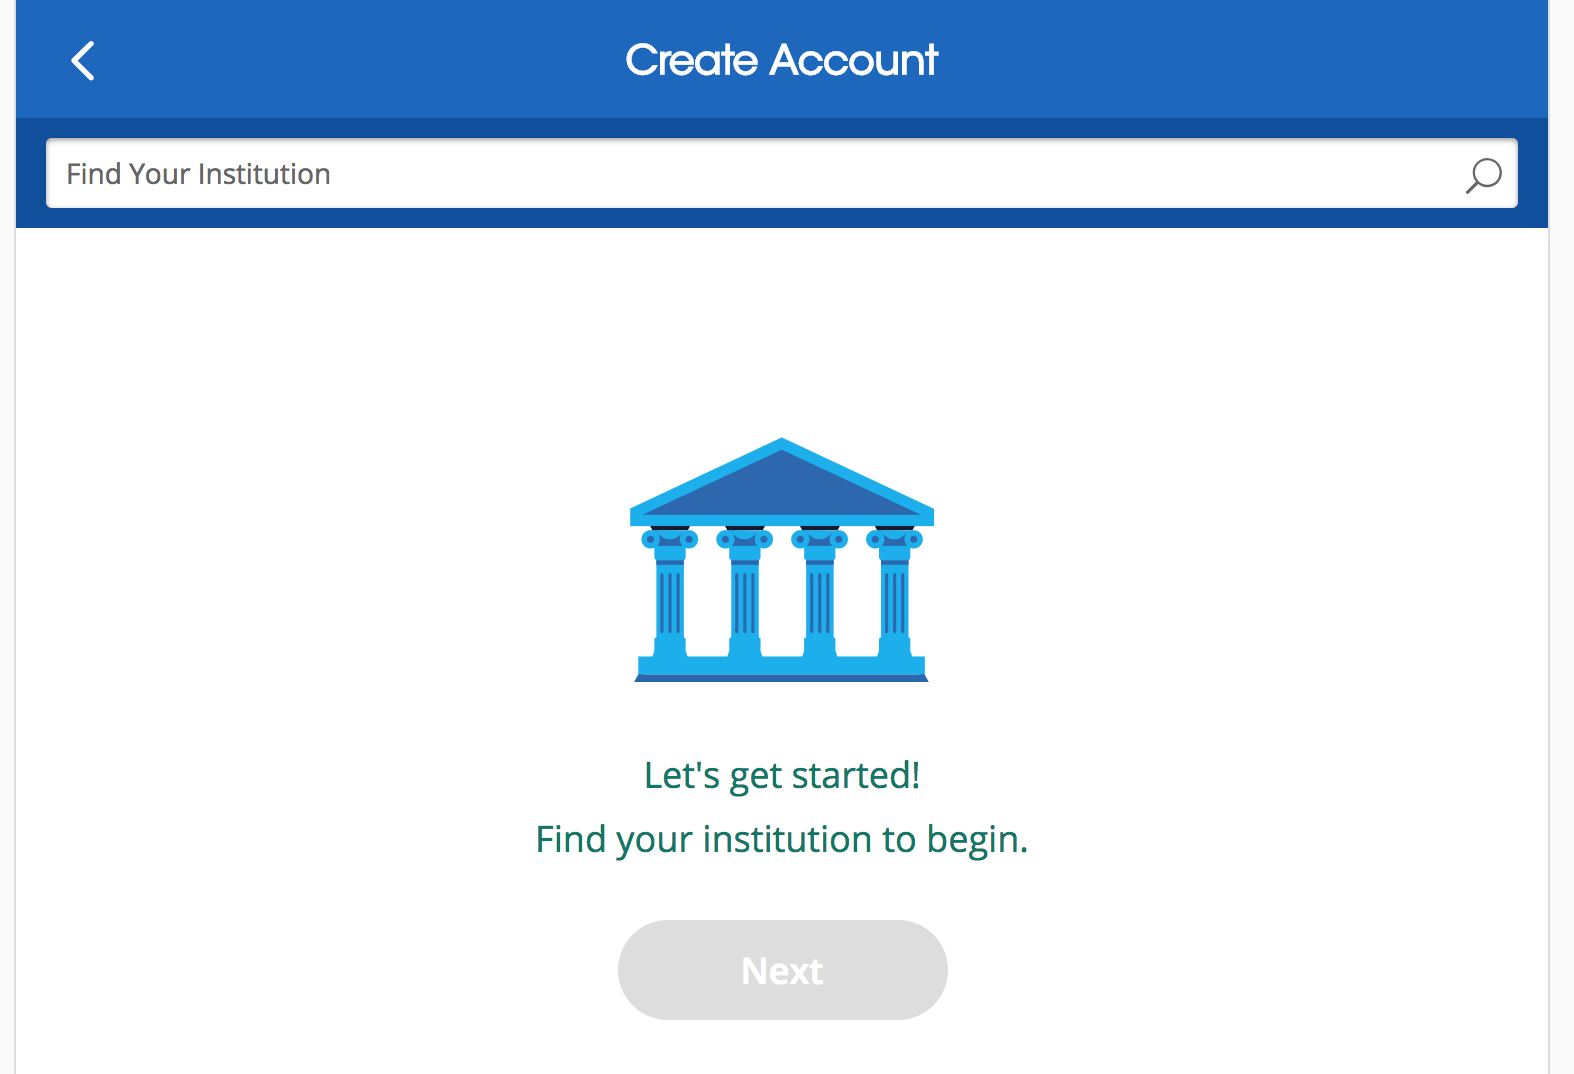 Create Account
Find Your Institution
Let's get started!
Find your institution to begin.
Next